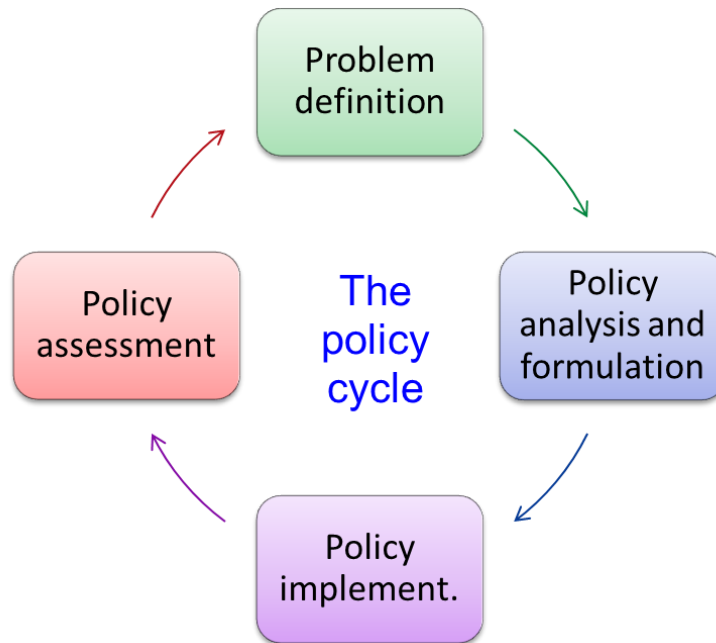 Problem
definition
Policy
analysis and
formulation
Policy
implement.
Policy
assessment
The
policy
cycle